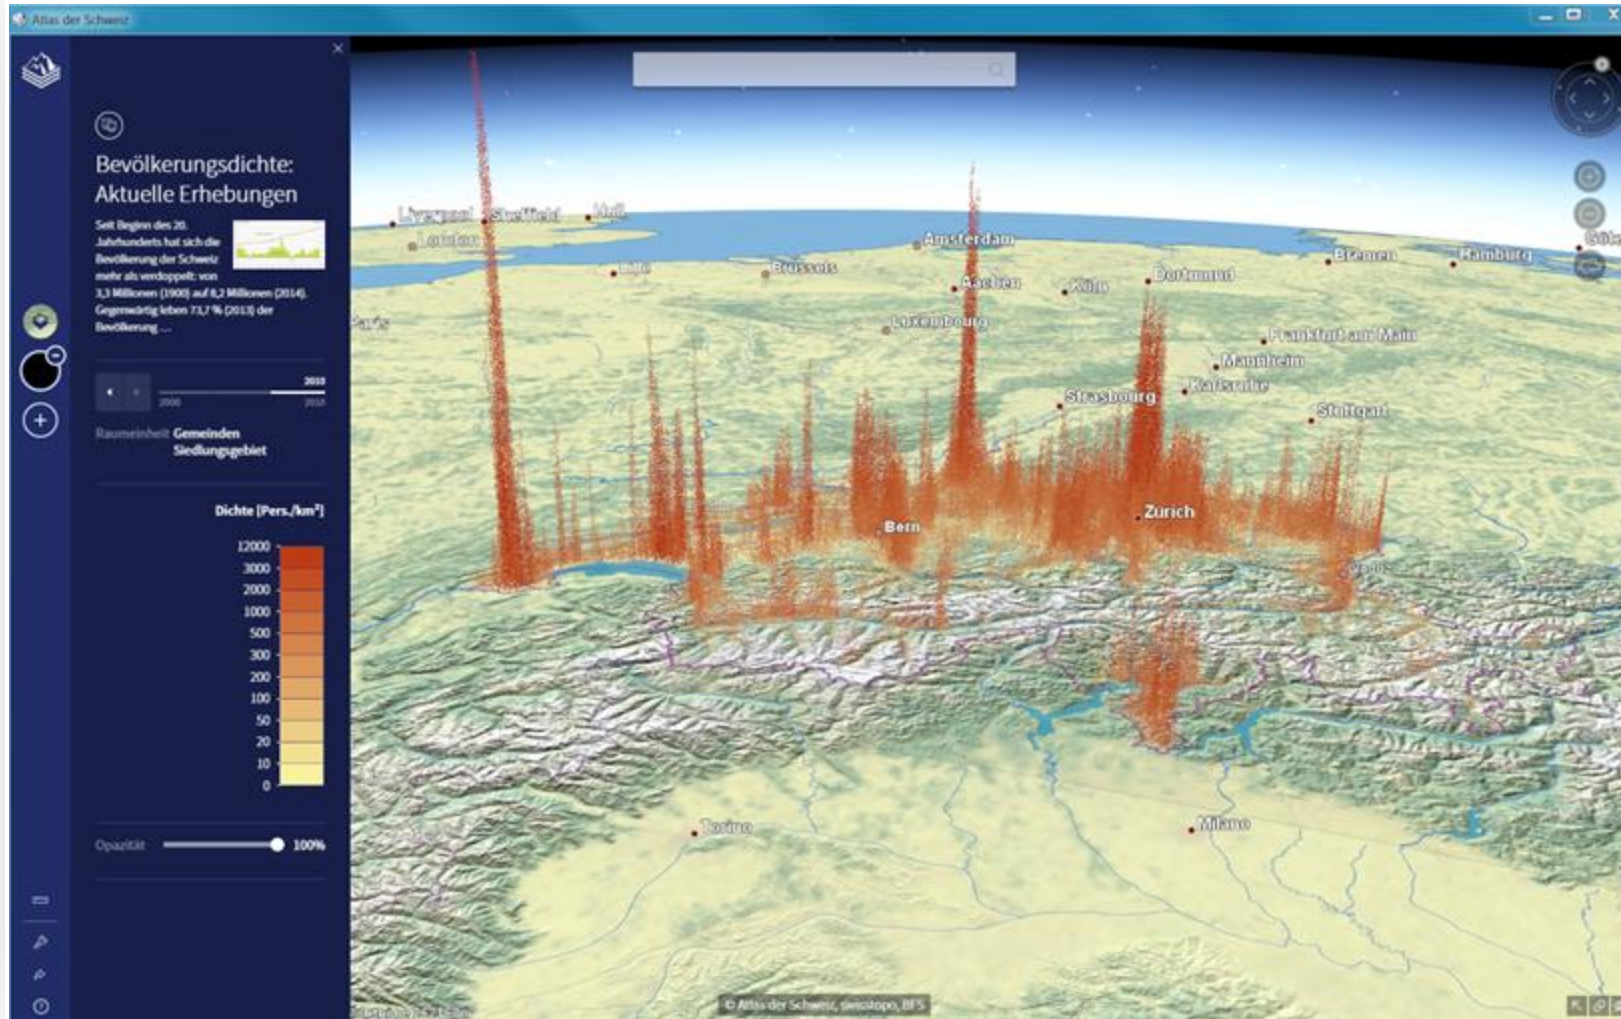 Atlas der Schweiz
Bevölkerungsdichte:
Aktuelle Erhebungen
Seit Beginn des 20.
Jahrhunderts hat sich die
Bevölkerung der Schweiz
mehr als verdoppelt: von
3,3 Millionen (1900) auf 8,2 Millionen (2014).
Gegenwärtig leben 73,7 % (2013) der
Bevölkerung ...
2000
Raumeinheit Gemeinden
Siedlungsgebiet
Dichte [Pers./km²]
12000
3000
2000
1000
500
300
200
100
50
20
10
0
Opazität 100%
Liverpool
Sheffield
Hull
London
Lille
Brussels
Amsterdam
Aachen
Köln
Dortmund
Bremen
Hamburg
Paris
Luxembourg
Frankfurt am Main
Mannheim
Karlsruhe
Strasbourg
Stuttgart
Bern
Zürich
Vaduz
Torino
Milano
© Atlas der Schweiz, swisstopo, BFS